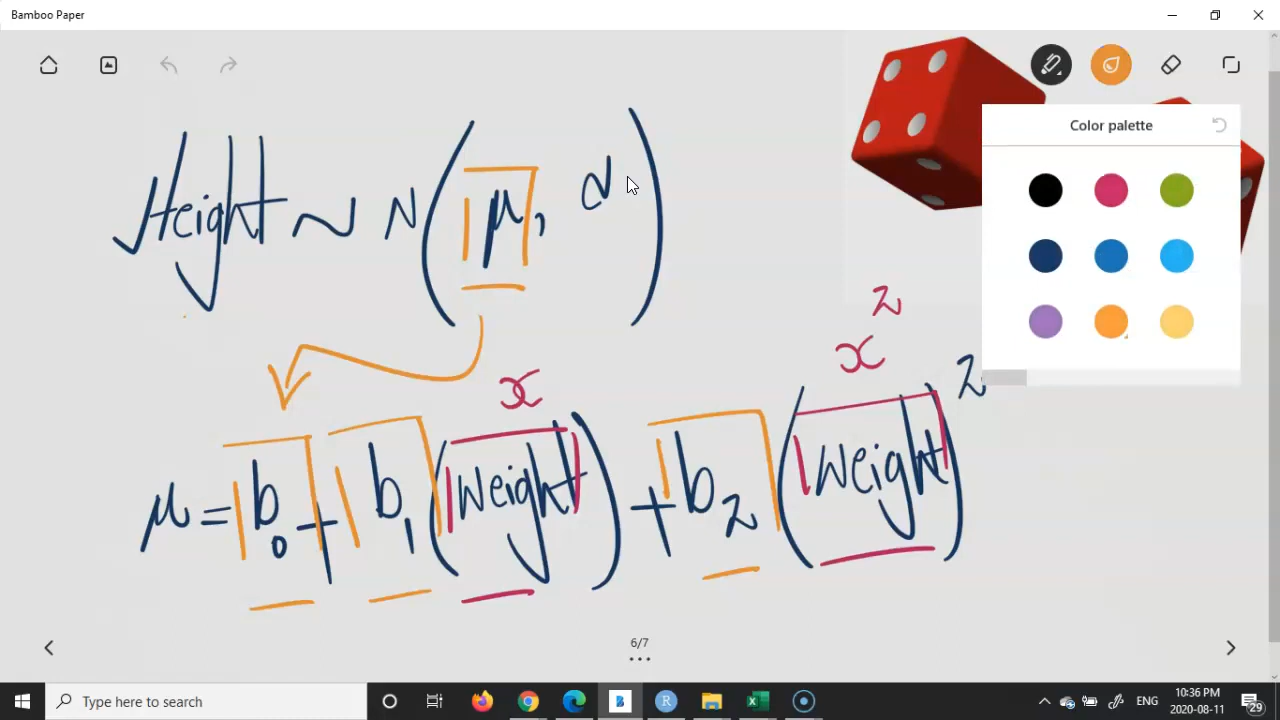 Bamboo Paper
Color palette
Height ~ N(μ, σ)
x
x²
μ = b₀ + b₁(Weight) + b₂(Weight)²
6/7
Type here to search
B
R
ENG
10:36 PM
2020-08-11
29